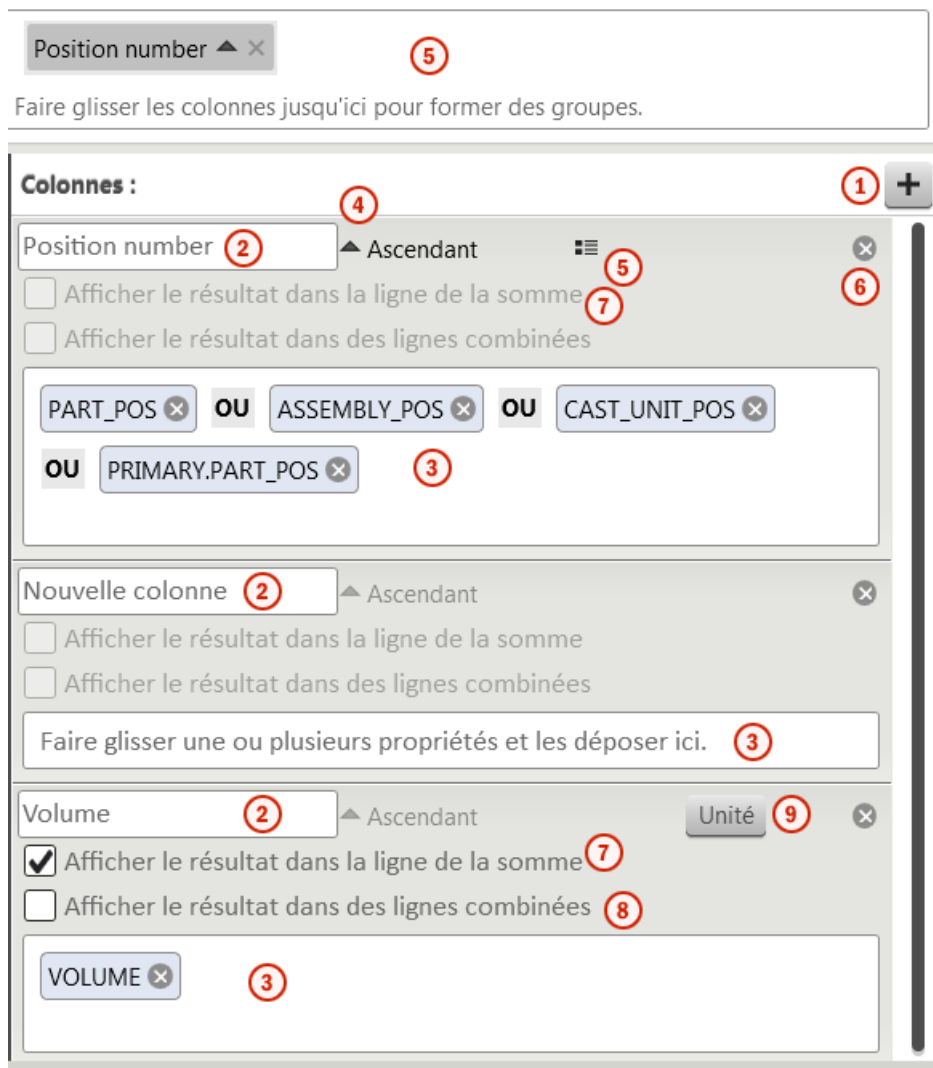 Position number
5
Faire glisser les colonnes jusqu'ici pour former des groupes.
Colonnes :
1
4
Position number 2 Ascendant
5
6
Afficher le résultat dans la ligne de la somme 7
Afficher le résultat dans des lignes combinées
PART_POS OU ASSEMBLY_POS OU CAST_UNIT_POS
OU PRIMARY.PART_POS 3
Nouvelle colonne 2 Ascendant
Afficher le résultat dans la ligne de la somme
Afficher le résultat dans des lignes combinées
Faire glisser une ou plusieurs propriétés et les déposer ici. 3
Volume 2 Ascendant Unité 9
Afficher le résultat dans la ligne de la somme 7
Afficher le résultat dans des lignes combinées 8
VOLUME 3